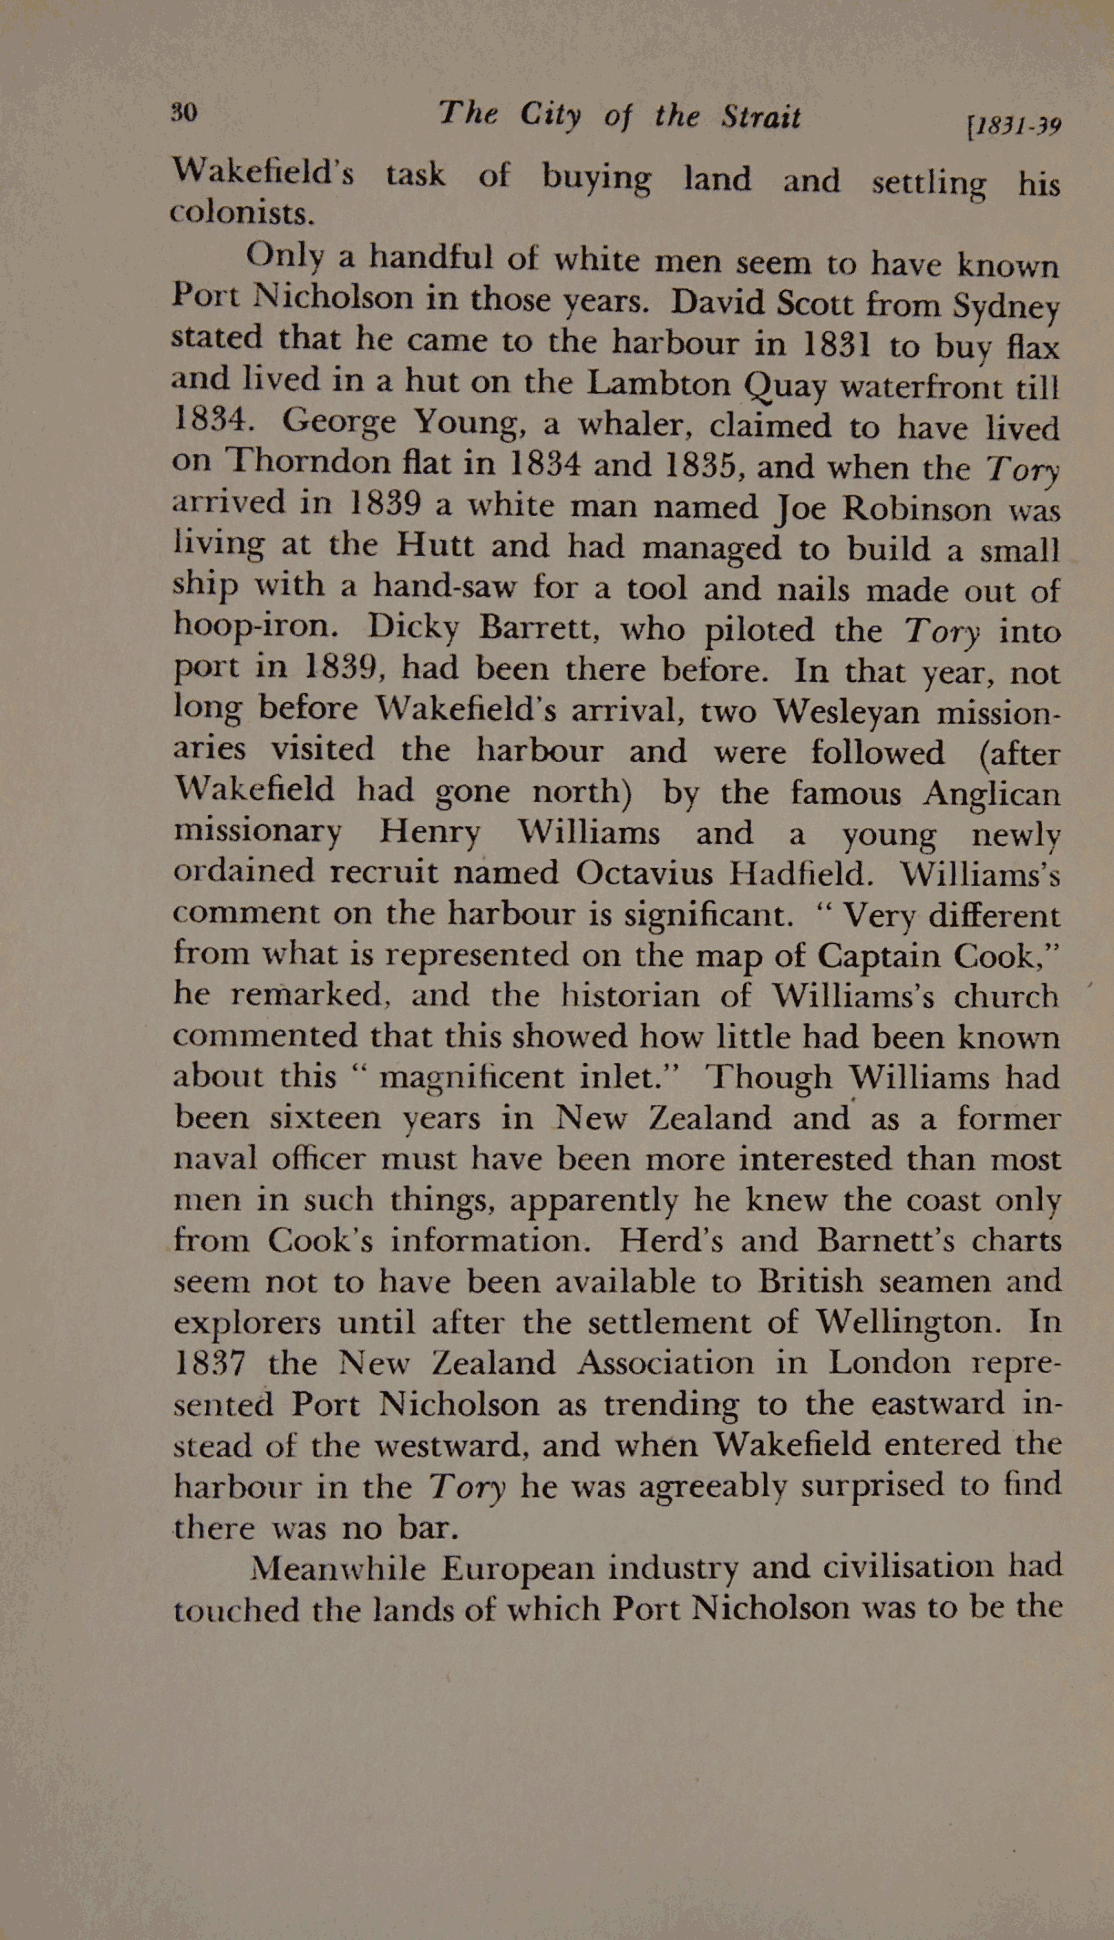 30 The City of the Strait [1831-39
Wakefield's task of buying land and settling his
colonists.
Only a handful of white men seem to have known
Port Nicholson in those years. David Scott from Sydney
stated that he came to the harbour in 1831 to buy flax
and lived in a hut on the Lambton Quay waterfront till
1834. George Young, a whaler, claimed to have lived
on Thorndon flat in 1834 and 1835, and when the Tory
arrived in 1839 a white man named Joe Robinson was
living at the Hutt and had managed to build a small
ship with a hand-saw for a tool and nails made out of
hoop-iron. Dicky Barrett, who piloted the Tory into
port in 1839, had been there before. In that year, not
long before Wakefield's arrival, two Wesleyan mission-
aries visited the harbour and were followed (after
Wakefield had gone north) by the famous Anglican
missionary Henry Williams and a young newly
ordained recruit named Octavius Hadfield. Williams's
comment on the harbour is significant. “ Very different
from what is represented on the map of Captain Cook,”
he remarked, and the historian of Williams's church
commented that this showed how little had been known
about this “ magnificent inlet.” Though Williams had
been sixteen years in New Zealand and as a former
naval officer must have been more interested than most
men in such things, apparently he knew the coast only
from Cook's information. Herd's and Barnett's charts
seem not to have been available to British seamen and
explorers until after the settlement of Wellington. In
1837 the New Zealand Association in London repre-
sented Port Nicholson as trending to the eastward in-
stead of the westward, and when Wakefield entered the
harbour in the Tory he was agreeably surprised to find
there was no bar.
Meanwhile European industry and civilisation had
touched the lands of which Port Nicholson was to be the